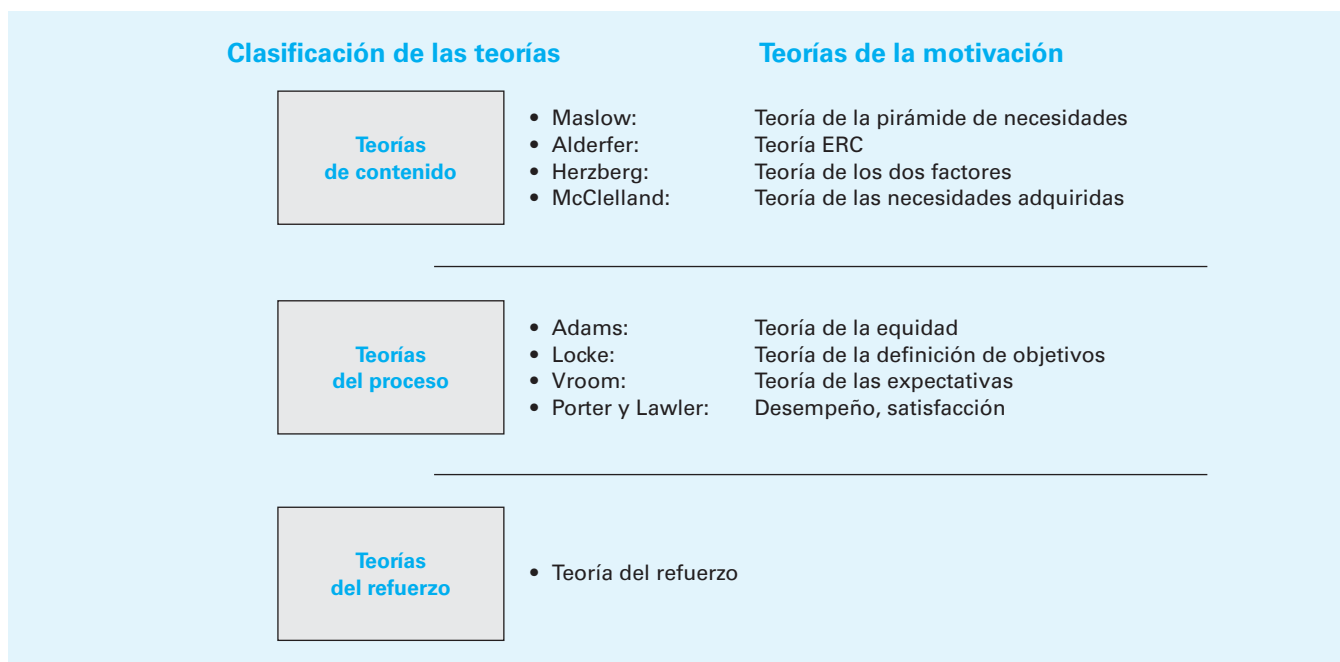 Clasificación de las teorías Teorías de la motivación
Teorías
de contenido
• Maslow: Teoría de la pirámide de necesidades
• Alderfer: Teoría ERC
• Herzberg: Teoría de los dos factores
• McClelland: Teoría de las necesidades adquiridas
Teorías
del proceso
• Adams: Teoría de la equidad
• Locke: Teoría de la definición de objetivos
• Vroom: Teoría de las expectativas
• Porter y Lawler: Desempeño, satisfacción
Teorías
del refuerzo
• Teoría del refuerzo